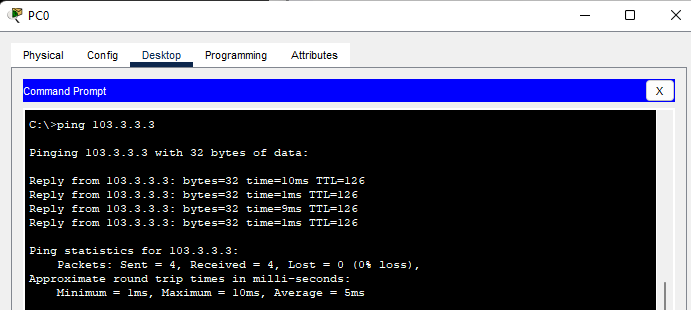 PC0
Physical Config Desktop Programming Attributes
Command Prompt X
C:\>ping 103.3.3.3
Pinging 103.3.3.3 with 32 bytes of data:
Reply from 103.3.3.3: bytes=32 time=10ms TTL=126
Reply from 103.3.3.3: bytes=32 time=1ms TTL=126
Reply from 103.3.3.3: bytes=32 time=9ms TTL=126
Reply from 103.3.3.3: bytes=32 time=1ms TTL=126
Ping statistics for 103.3.3.3:
Packets: Sent = 4, Received = 4, Lost = 0 (0% loss),
Approximate round trip times in milli-seconds:
Minimum = 1ms, Maximum = 10ms, Average = 5ms